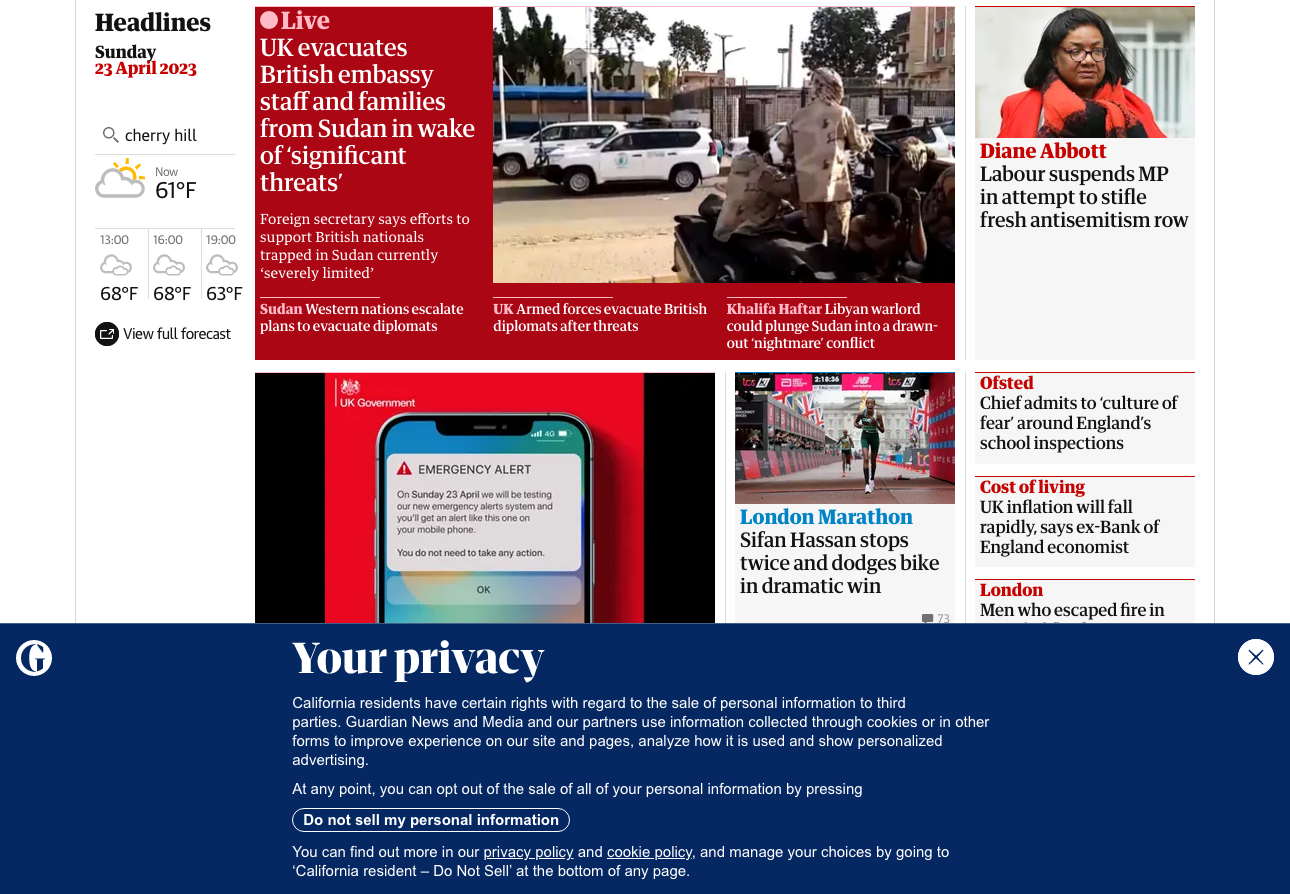 Headlines
Sunday
23 April 2023
cherry hill
Now
61°F
13:00
16:00
19:00
68°F
68°F
63°F
View full forecast
Live
UK evacuates
British embassy
staff and families
from Sudan in wake
of ‘significant
threats’
Foreign secretary says efforts to
support British nationals
trapped in Sudan currently
‘severely limited’
Sudan Western nations escalate
plans to evacuate diplomats
UK Armed forces evacuate British
diplomats after threats
Khalifa Haftar Libyan warlord
could plunge Sudan into a drawn-
out ‘nightmare’ conflict
Diane Abbott
Labour suspends MP
in attempt to stifle
fresh antisemitism row
UK Government
4G
EMERGENCY ALERT
On Sunday 23 April we will be testing
our new emergency alerts system and
you'll get an alert like this one on
your mobile phone.
You do not need to take any action.
OK
2:18:36
tcs
London Marathon
Sifan Hassan stops
twice and dodges bike
in dramatic win
73
Ofsted
Chief admits to ‘culture of
fear’ around England’s
school inspections
Cost of living
UK inflation will fall
rapidly, says ex-Bank of
England economist
London
Men who escaped fire in
Your privacy
California residents have certain rights with regard to the sale of personal information to third
parties. Guardian News and Media and our partners use information collected through cookies or in other
forms to improve experience on our site and pages, analyze how it is used and show personalized
advertising.
At any point, you can opt out of the sale of all of your personal information by pressing
Do not sell my personal information
You can find out more in our privacy policy and cookie policy, and manage your choices by going to
‘California resident – Do Not Sell’ at the bottom of any page.